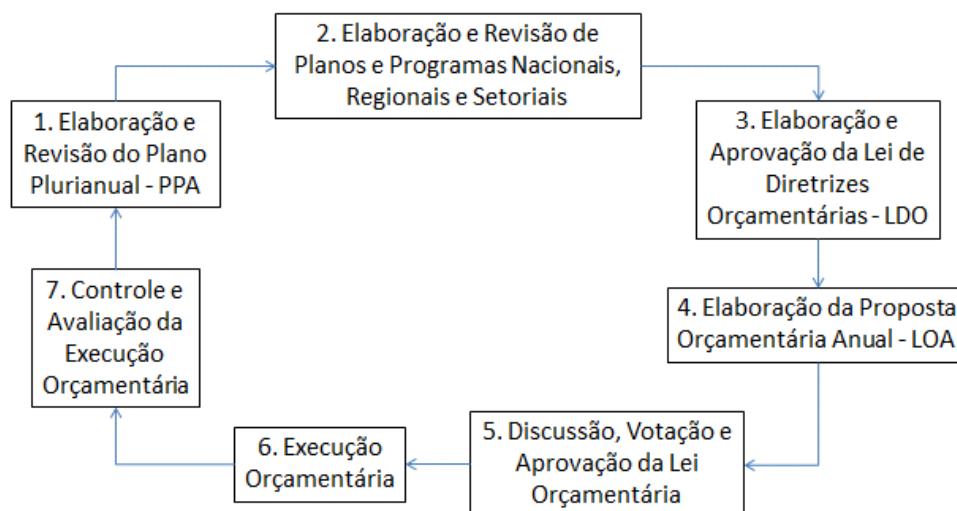 1. Elaboração e
Revisão do Plano
Plurianual - PPA
2. Elaboração e Revisão de
Planos e Programas Nacionais,
Regionais e Setoriais
3. Elaboração e
Aprovação da Lei de
Diretrizes
Orçamentárias - LDO
4. Elaboração da Proposta
Orçamentária Anual - LOA
5. Discussão, Votação e
Aprovação da Lei
Orçamentária
6. Execução
Orçamentária
7. Controle e
Avaliação da
Execução
Orçamentária